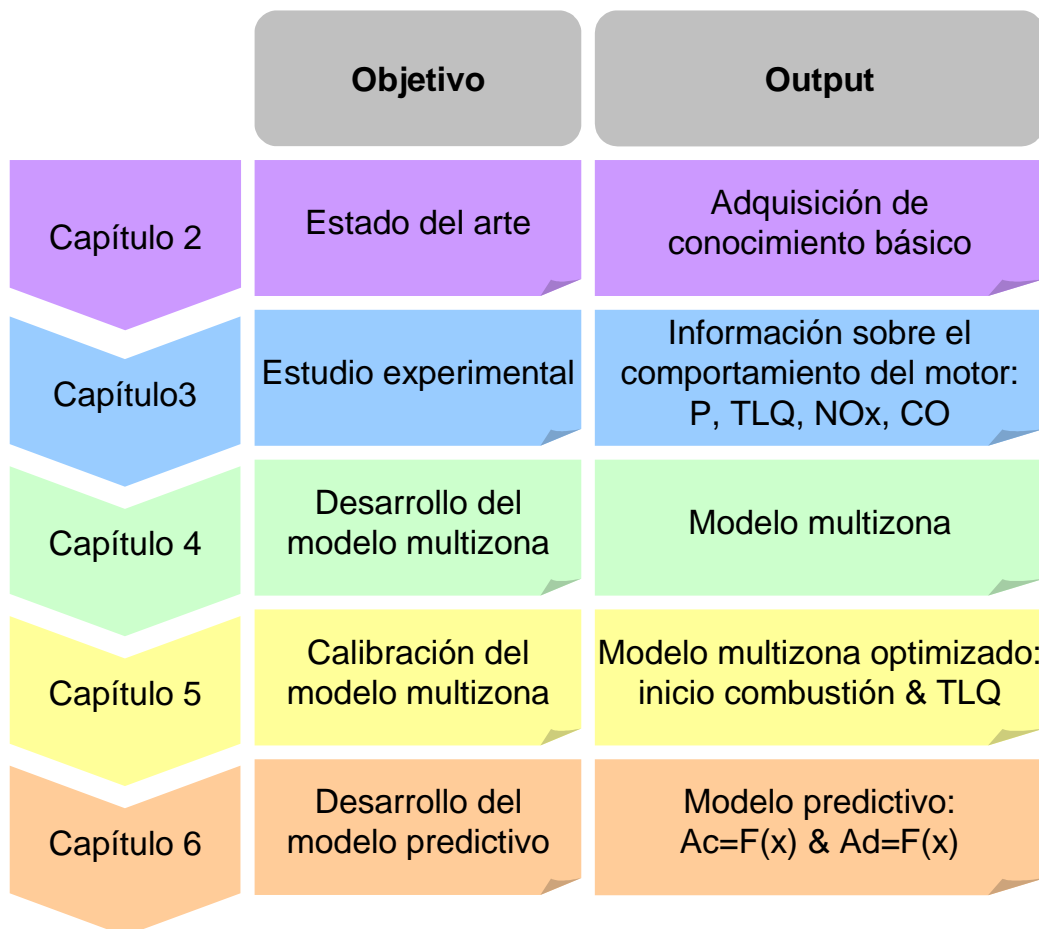 Objetivo
Output
Capítulo 2
Estado del arte
Adquisición de
conocimiento básico
Capítulo3
Estudio experimental
Información sobre el
comportamiento del motor:
P, TLQ, NOx, CO
Capítulo 4
Desarrollo del
modelo multizona
Modelo multizona
Capítulo 5
Calibración del
modelo multizona
Modelo multizona optimizado:
inicio combustión & TLQ
Capítulo 6
Desarrollo del
modelo predictivo
Modelo predictivo:
Ac=F(x) & Ad=F(x)